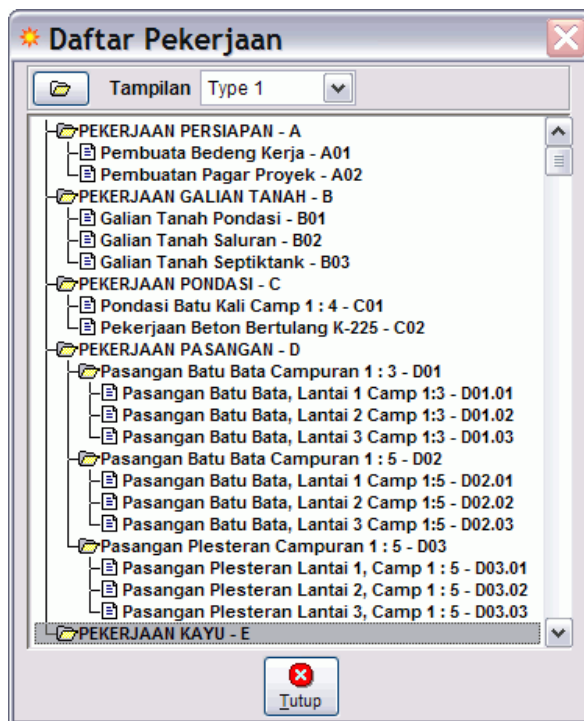 Daftar Pekerjaan
Tampilan Type 1
PEKERJAAN PERSIAPAN - A
Pembuata Bedeng Kerja - A01
Pembuatan Pagar Proyek - A02
PEKERJAAN GALIAN TANAH - B
Galian Tanah Pondasi - B01
Galian Tanah Saluran - B02
Galian Tanah Septiktank - B03
PEKERJAAN PONDASI - C
Pondasi Batu Kali Camp 1 : 4 - C01
Pekerjaan Beton Bertulang K-225 - C02
PEKERJAAN PASANGAN - D
Pasangan Batu Bata Campuran 1 : 3 - D01
Pasangan Batu Bata, Lantai 1 Camp 1:3 - D01.01
Pasangan Batu Bata, Lantai 2 Camp 1:3 - D01.02
Pasangan Batu Bata, Lantai 3 Camp 1:3 - D01.03
Pasangan Batu Bata Campuran 1 : 5 - D02
Pasangan Batu Bata, Lantai 1 Camp 1:5 - D02.01
Pasangan Batu Bata, Lantai 2 Camp 1:5 - D02.02
Pasangan Batu Bata, Lantai 3 Camp 1:5 - D02.03
Pasangan Plesteran Campuran 1 : 5 - D03
Pasangan Plesteran Lantai 1, Camp 1 : 5 - D03.01
Pasangan Plesteran Lantai 2, Camp 1 : 5 - D03.02
Pasangan Plesteran Lantai 3, Camp 1 : 5 - D03.03
PEKERJAAN KAYU - E
Tutup